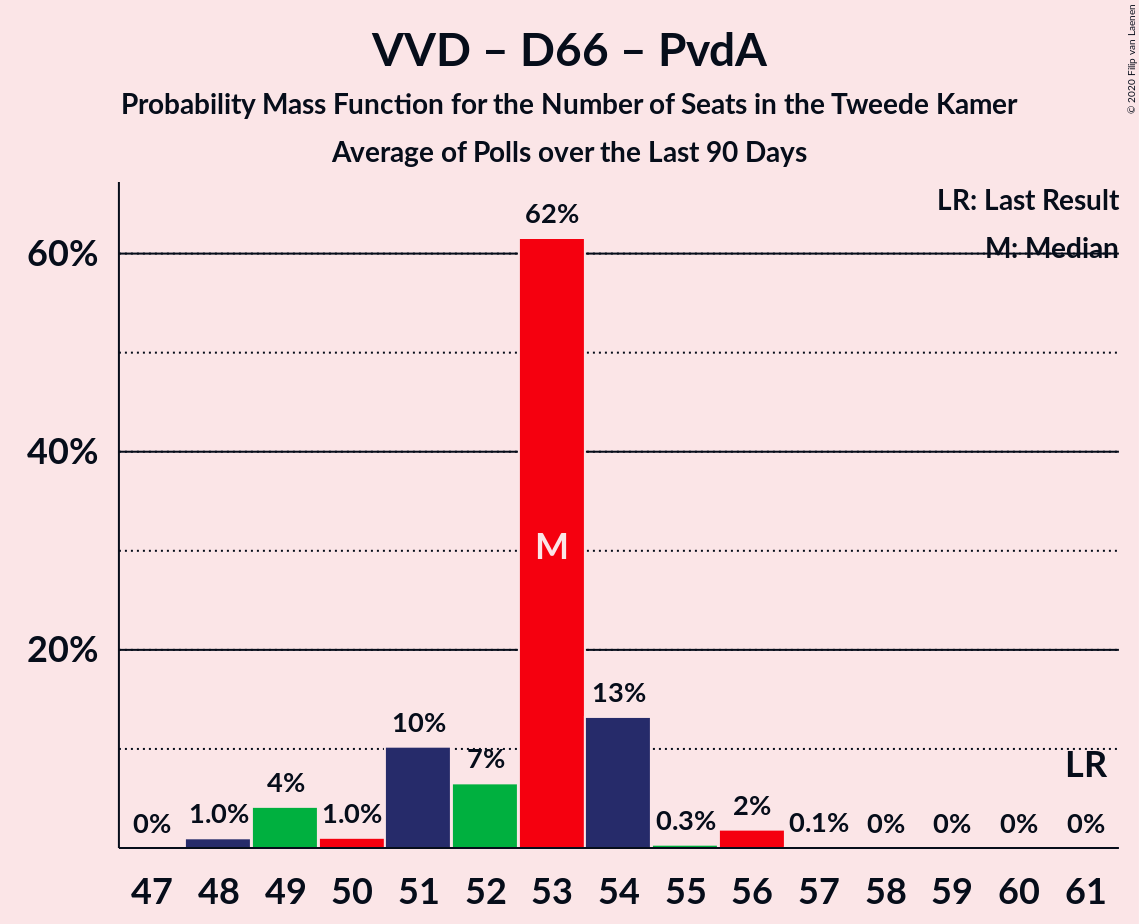 VVD – D66 – PvdA
Probability Mass Function for the Number of Seats in the Tweede Kamer
Average of Polls over the Last 90 Days
© 2020 Filip van Laenen
LR: Last Result
M: Median
60%
40%
20%
0%
1.0%
4%
1.0%
10%
7%
62%
13%
0.3%
2%
0.1%
0%
0%
0%
0%
M
LR
47 48 49 50 51 52 53 54 55 56 57 58 59 60 61